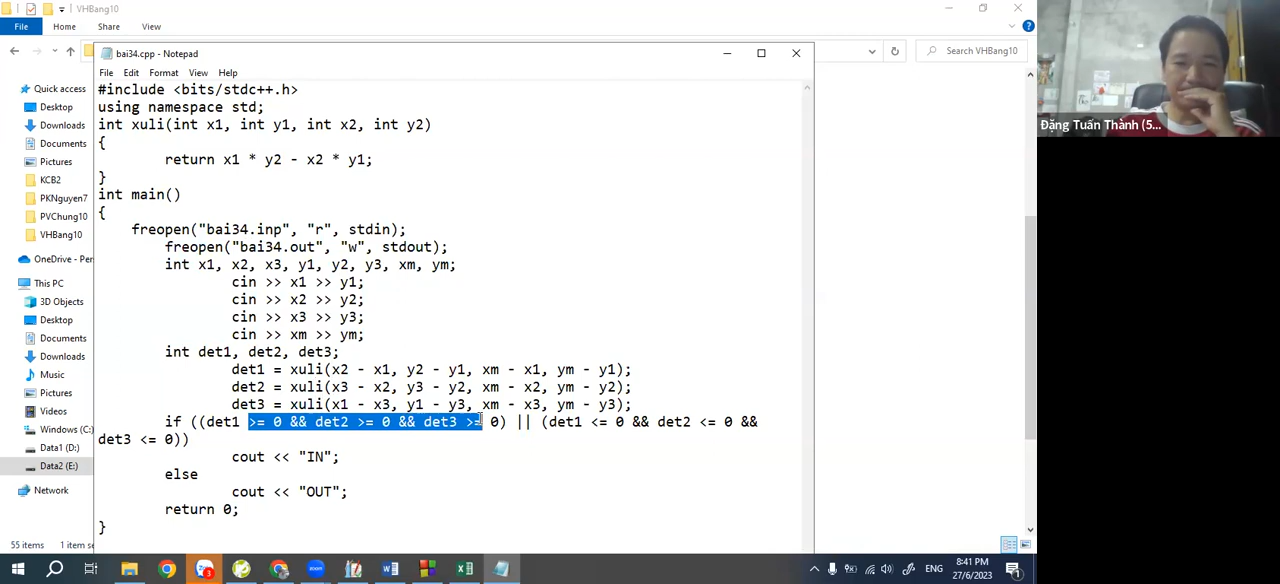 VHBang10
File
Home
Share
View
bai34.cpp - Notepad
Search VHBang10
File Edit Format View Help
Quick access
Desktop
Downloads
Documents
Pictures
KCB2
PKNguyen7
PVChung10
VHBang10
OneDrive - Per
This PC
3D Objects
Desktop
Documents
Downloads
Music
Pictures
Videos
Windows (C:
Data1 (D:)
Data2 (E:)
Network
55 items
1 item se
#include <bits/stdc++.h>
using namespace std;
int xuli(int x1, int y1, int x2, int y2)
{
return x1 * y2 - x2 * y1;
}
int main()
{
freopen("bai34.inp", "r", stdin);
freopen("bai34.out", "w", stdout);
int x1, x2, x3, y1, y2, y3, xm, ym;
cin >> x1 >> y1;
cin >> x2 >> y2;
cin >> x3 >> y3;
cin >> xm >> ym;
int det1, det2, det3;
det1 = xuli(x2 - x1, y2 - y1, xm - x1, ym - y1);
det2 = xuli(x3 - x2, y3 - y2, xm - x2, ym - y2);
det3 = xuli(x1 - x3, y1 - y3, xm - x3, ym - y3);
if ((det1 >= 0 && det2 >= 0 && det3 >= 0) || (det1 <= 0 && det2 <= 0 &&
det3 <= 0))
cout << "IN";
else
cout << "OUT";
return 0;
}
Đặng Tuấn Thành (5...
ENG
8:41 PM
27/6/2023